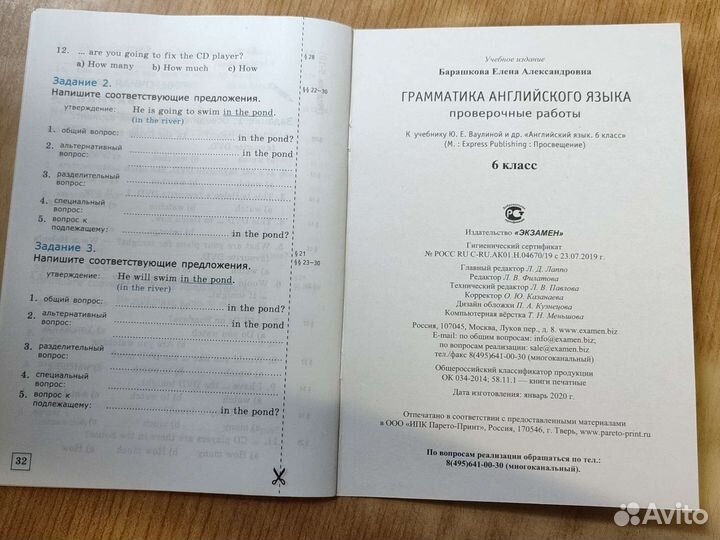 12. ... are you going to fix the CD player?
a) How many b) How much c) How
§ 28
Задание 2.
§§ 22–30
Напишите соответствующие предложения.
утверждение: He is going to swim in the pond.
(in the river)
1. общий вопрос: in the pond?
2. альтернативный вопрос: in the pond
3. разделительный вопрос:
4. специальный вопрос:
5. вопрос к подлежащему: in the pond?
Задание 3.
§ 21
§§ 23–30
Напишите соответствующие предложения.
утверждение: He will swim in the pond.
(in the river)
1. общий вопрос: in the pond?
2. альтернативный вопрос: in the pond
3. разделительный вопрос:
4. специальный вопрос:
5. вопрос к подлежащему: in the pond?
32
Учебное издание
Барашкова Елена Александровна
ГРАММАТИКА АНГЛИЙСКОГО ЯЗЫКА
проверочные работы
К учебнику Ю. Е. Ваулиной и др. «Английский язык. 6 класс»
(М. : Express Publishing : Просвещение)
6 класс
РСТ
Издательство «ЭКЗАМЕН»
Гигиенический сертификат
№ РОСС RU C-RU.АК01.Н.04670/19 с 23.07.2019 г.
Главный редактор Л. Д. Лаппо
Редактор Л. В. Филатова
Технический редактор Л. В. Павлова
Корректор О. Ю. Казанаева
Дизайн обложки П. А. Кузнецова
Компьютерная вёрстка Т. Н. Меньшова
Россия, 107045, Москва, Луков пер., д. 8. www.examen.biz
E-mail: по общим вопросам: info@examen.biz;
по вопросам реализации: sale@examen.biz
тел./факс 8(495)641-00-30 (многоканальный)
Общероссийский классификатор продукции
ОК 034-2014; 58.11.1 — книги печатные
Дата изготовления: январь 2020 г.
Отпечатано в соответствии с предоставленными материалами
в ООО «ИПК Парето-Принт», Россия, 170546, г. Тверь, www.pareto-print.ru
По вопросам реализации обращаться по тел.:
8(495)641-00-30 (многоканальный).
Avito